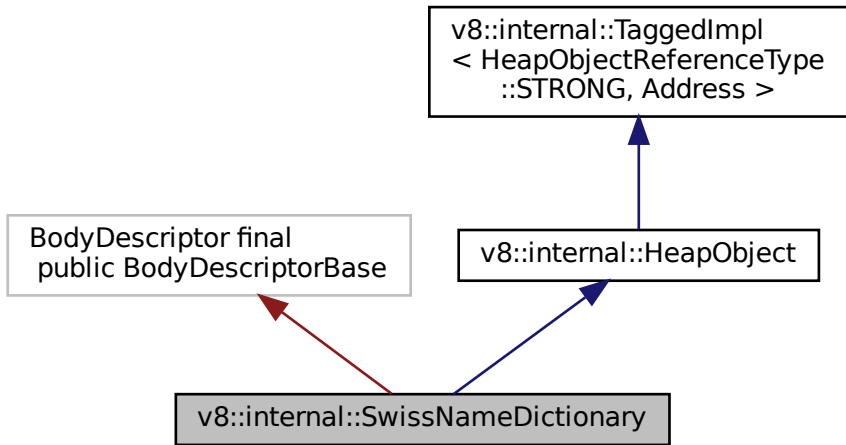 v8::internal::TaggedImpl
< HeapObjectReferenceType
::STRONG, Address >
BodyDescriptor final
public BodyDescriptorBase
v8::internal::HeapObject
v8::internal::SwissNameDictionary